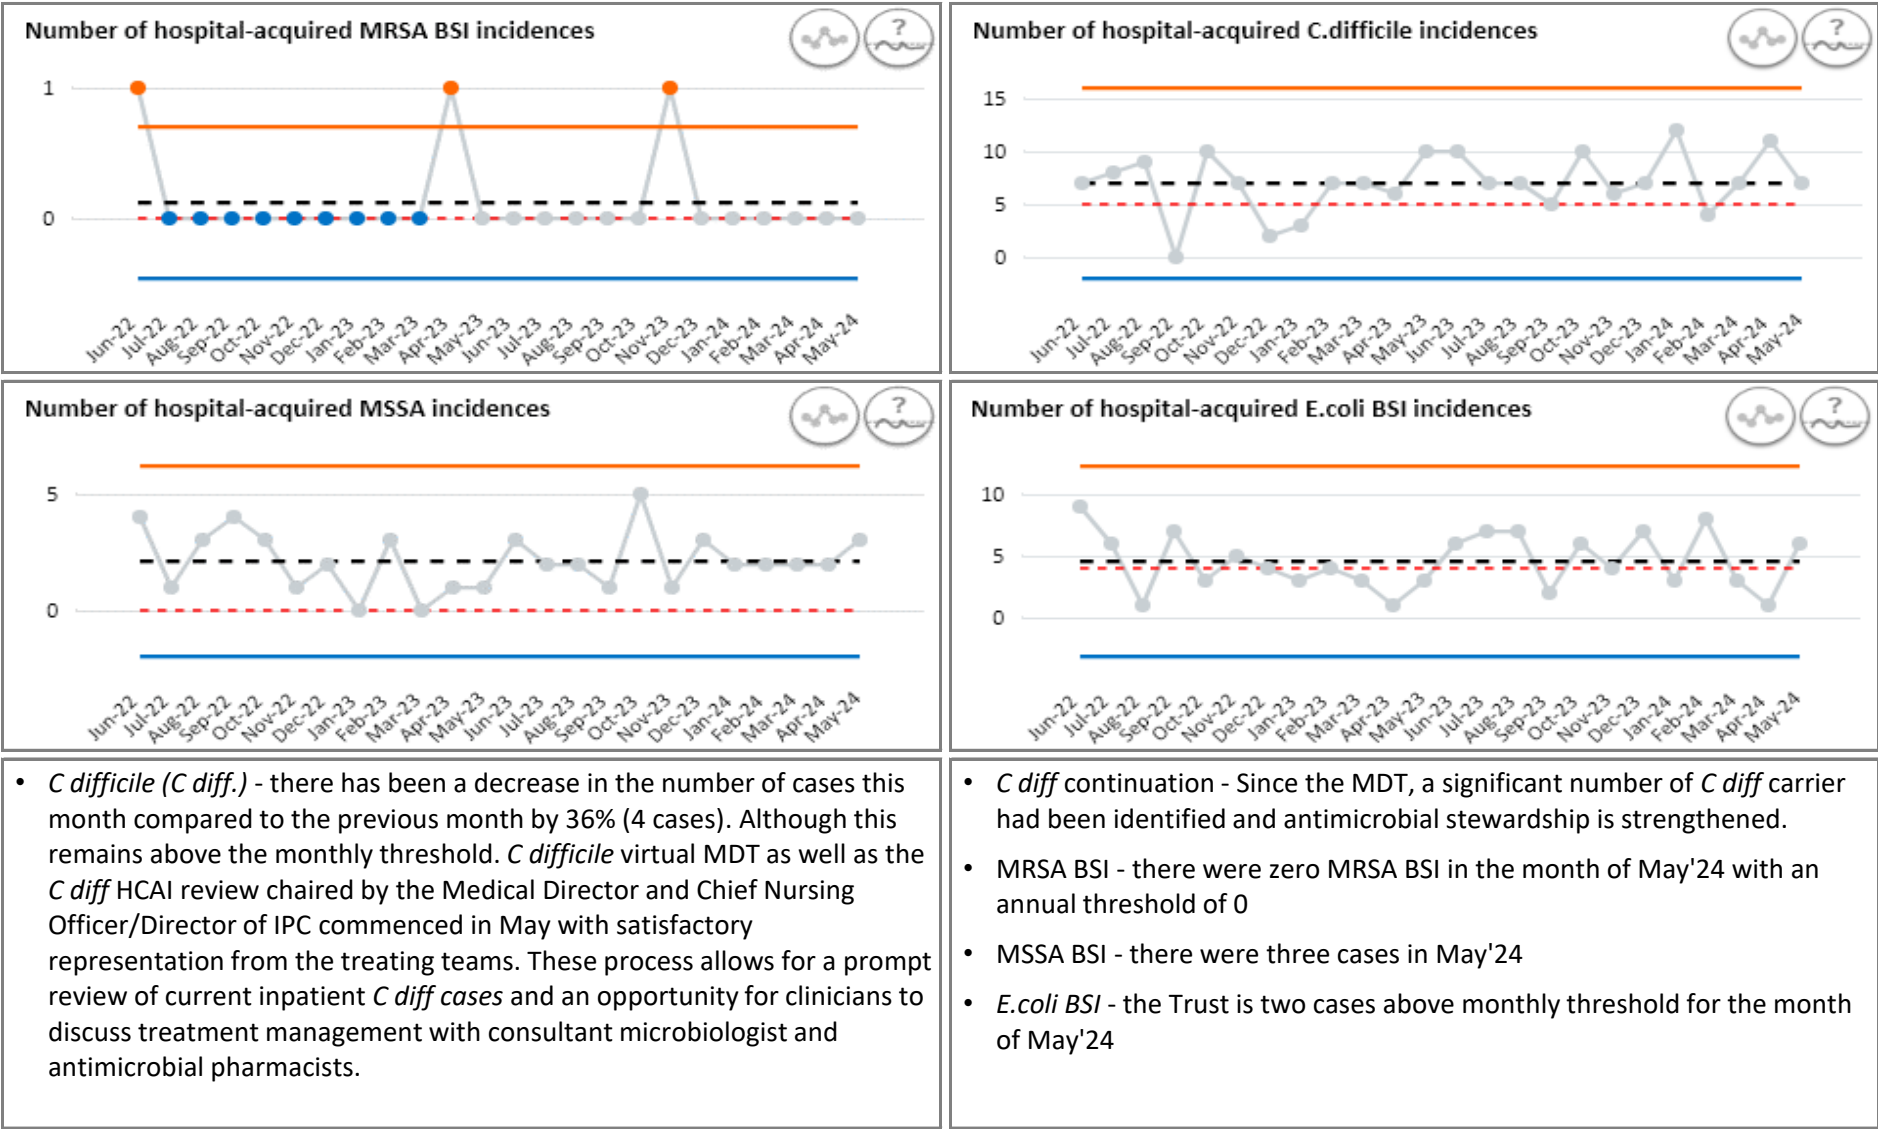 Number of hospital-acquired MRSA BSI incidences
?
1
0
Jun-22
Jul-22
Aug-22
Sep-22
Oct-22
Nov-22
Dec-22
Jan-23
Feb-23
Mar-23
Apr-23
May-23
Jun-23
Jul-23
Aug-23
Sep-23
Oct-23
Nov-23
Dec-23
Jan-24
Feb-24
Mar-24
Apr-24
May-24
Number of hospital-acquired C.difficile incidences
?
15
10
5
0
Jun-22
Jul-22
Aug-22
Sep-22
Oct-22
Nov-22
Dec-22
Jan-23
Feb-23
Mar-23
Apr-23
May-23
Jun-23
Jul-23
Aug-23
Sep-23
Oct-23
Nov-23
Dec-23
Jan-24
Feb-24
Mar-24
Apr-24
May-24
Number of hospital-acquired MSSA incidences
?
5
0
Jun-22
Jul-22
Aug-22
Sep-22
Oct-22
Nov-22
Dec-22
Jan-23
Feb-23
Mar-23
Apr-23
May-23
Jun-23
Jul-23
Aug-23
Sep-23
Oct-23
Nov-23
Dec-23
Jan-24
Feb-24
Mar-24
Apr-24
May-24
Number of hospital-acquired E.coli BSI incidences
?
10
5
0
Jun-22
Jul-22
Aug-22
Sep-22
Oct-22
Nov-22
Dec-22
Jan-23
Feb-23
Mar-23
Apr-23
May-23
Jun-23
Jul-23
Aug-23
Sep-23
Oct-23
Nov-23
Dec-23
Jan-24
Feb-24
Mar-24
Apr-24
May-24
• C difficile (C diff.) - there has been a decrease in the number of cases this
month compared to the previous month by 36% (4 cases). Although this
remains above the monthly threshold. C difficile virtual MDT as well as the
C diff HCAI review chaired by the Medical Director and Chief Nursing
Officer/Director of IPC commenced in May with satisfactory
representation from the treating teams. These process allows for a prompt
review of current inpatient C diff cases and an opportunity for clinicians to
discuss treatment management with consultant microbiologist and
antimicrobial pharmacists.
• C diff continuation - Since the MDT, a significant number of C diff carrier
had been identified and antimicrobial stewardship is strengthened.
• MRSA BSI - there were zero MRSA BSI in the month of May'24 with an
annual threshold of 0
• MSSA BSI - there were three cases in May'24
• E.coli BSI - the Trust is two cases above monthly threshold for the month
of May'24